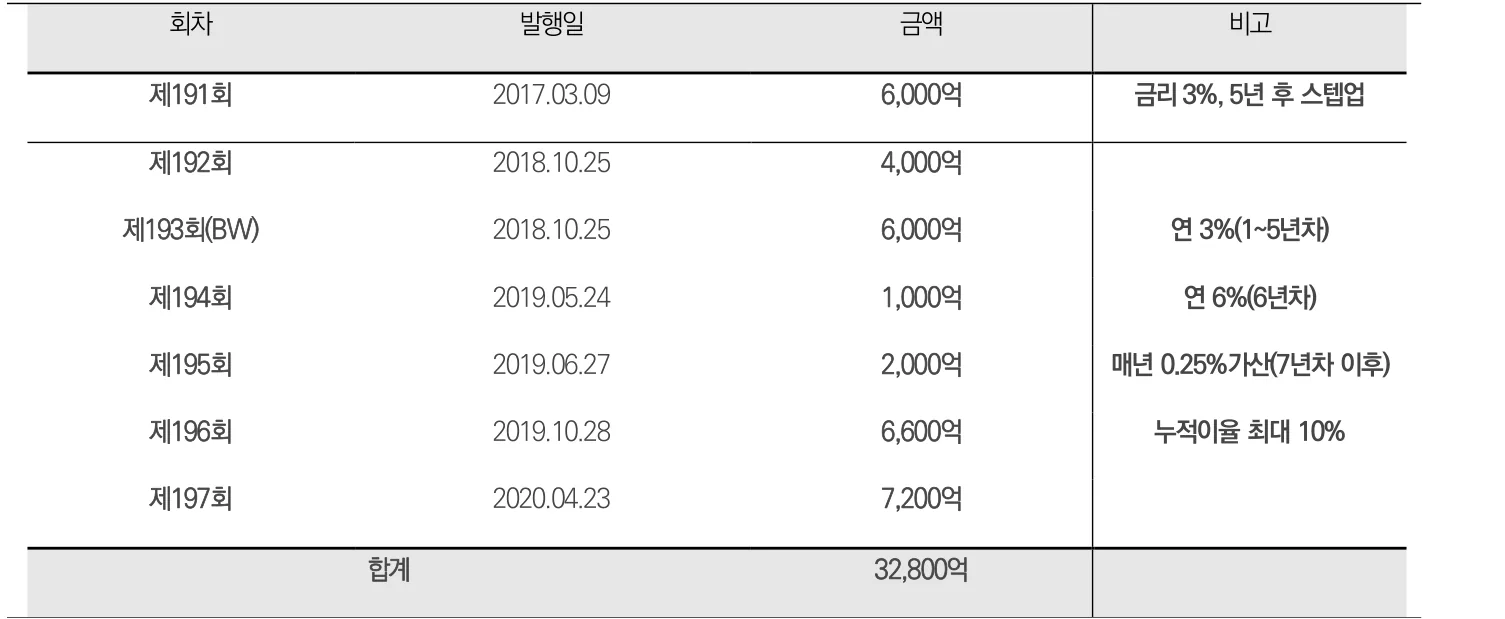 회차 발행일 금액 비고
제191회 2017.03.09 6,000억 금리 3%, 5년 후 스텝업
제192회 2018.10.25 4,000억
제193회(BW) 2018.10.25 6,000억 연 3%(1~5년차)
제194회 2019.05.24 1,000억 연 6%(6년차)
제195회 2019.06.27 2,000억 매년 0.25%가산(7년차 이후)
제196회 2019.10.28 6,600억 누적이율 최대 10%
제197회 2020.04.23 7,200억
합계 32,800억